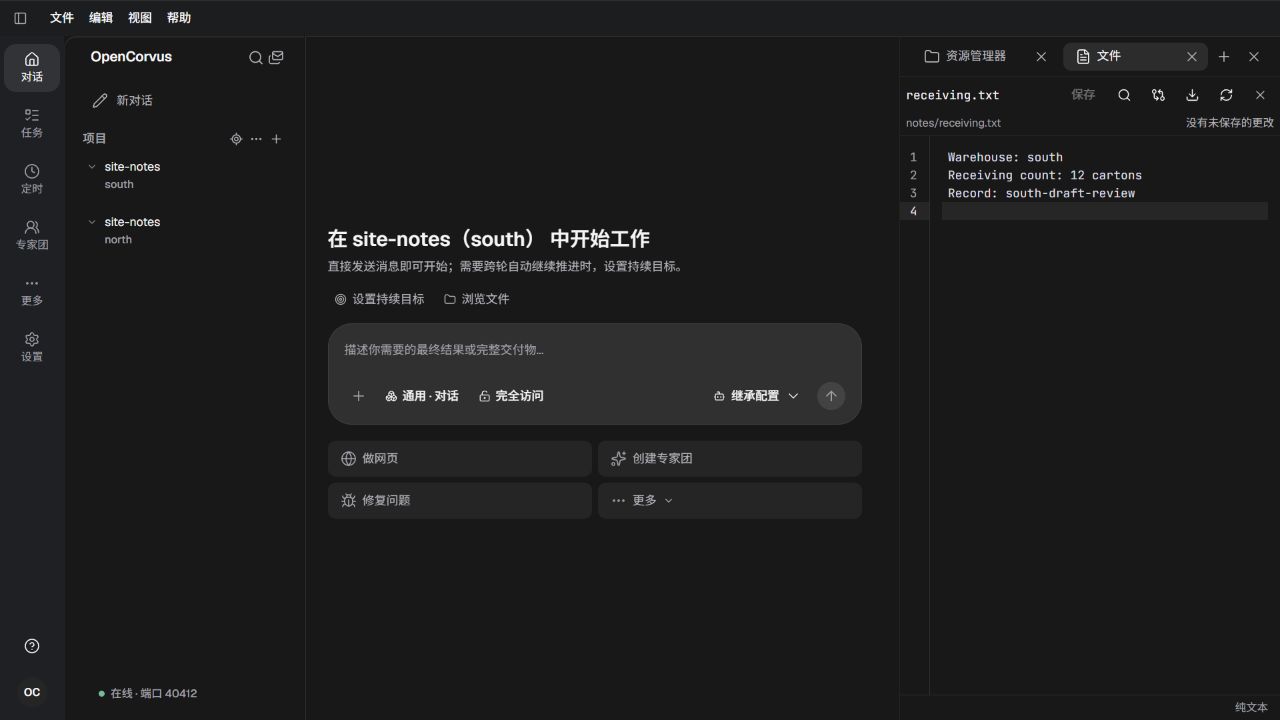 文件 编辑 视图 帮助
对话
任务
定时
专家团
更多
设置
OC
OpenCorvus
新对话
项目
site-notes
south
site-notes
north
在线 · 端口 40412
在 site-notes（south） 中开始工作
直接发送消息即可开始；需要跨轮自动继续推进时，设置持续目标。
设置持续目标 浏览文件
描述你需要的最终结果或完整交付物...
通用 · 对话 完全访问 继承配置
做网页 创建专家团
修复问题 更多
资源管理器 文件
receiving.txt 保存
notes/receiving.txt 没有未保存的更改
1 Warehouse: south
2 Receiving count: 12 cartons
3 Record: south-draft-review
4
纯文本